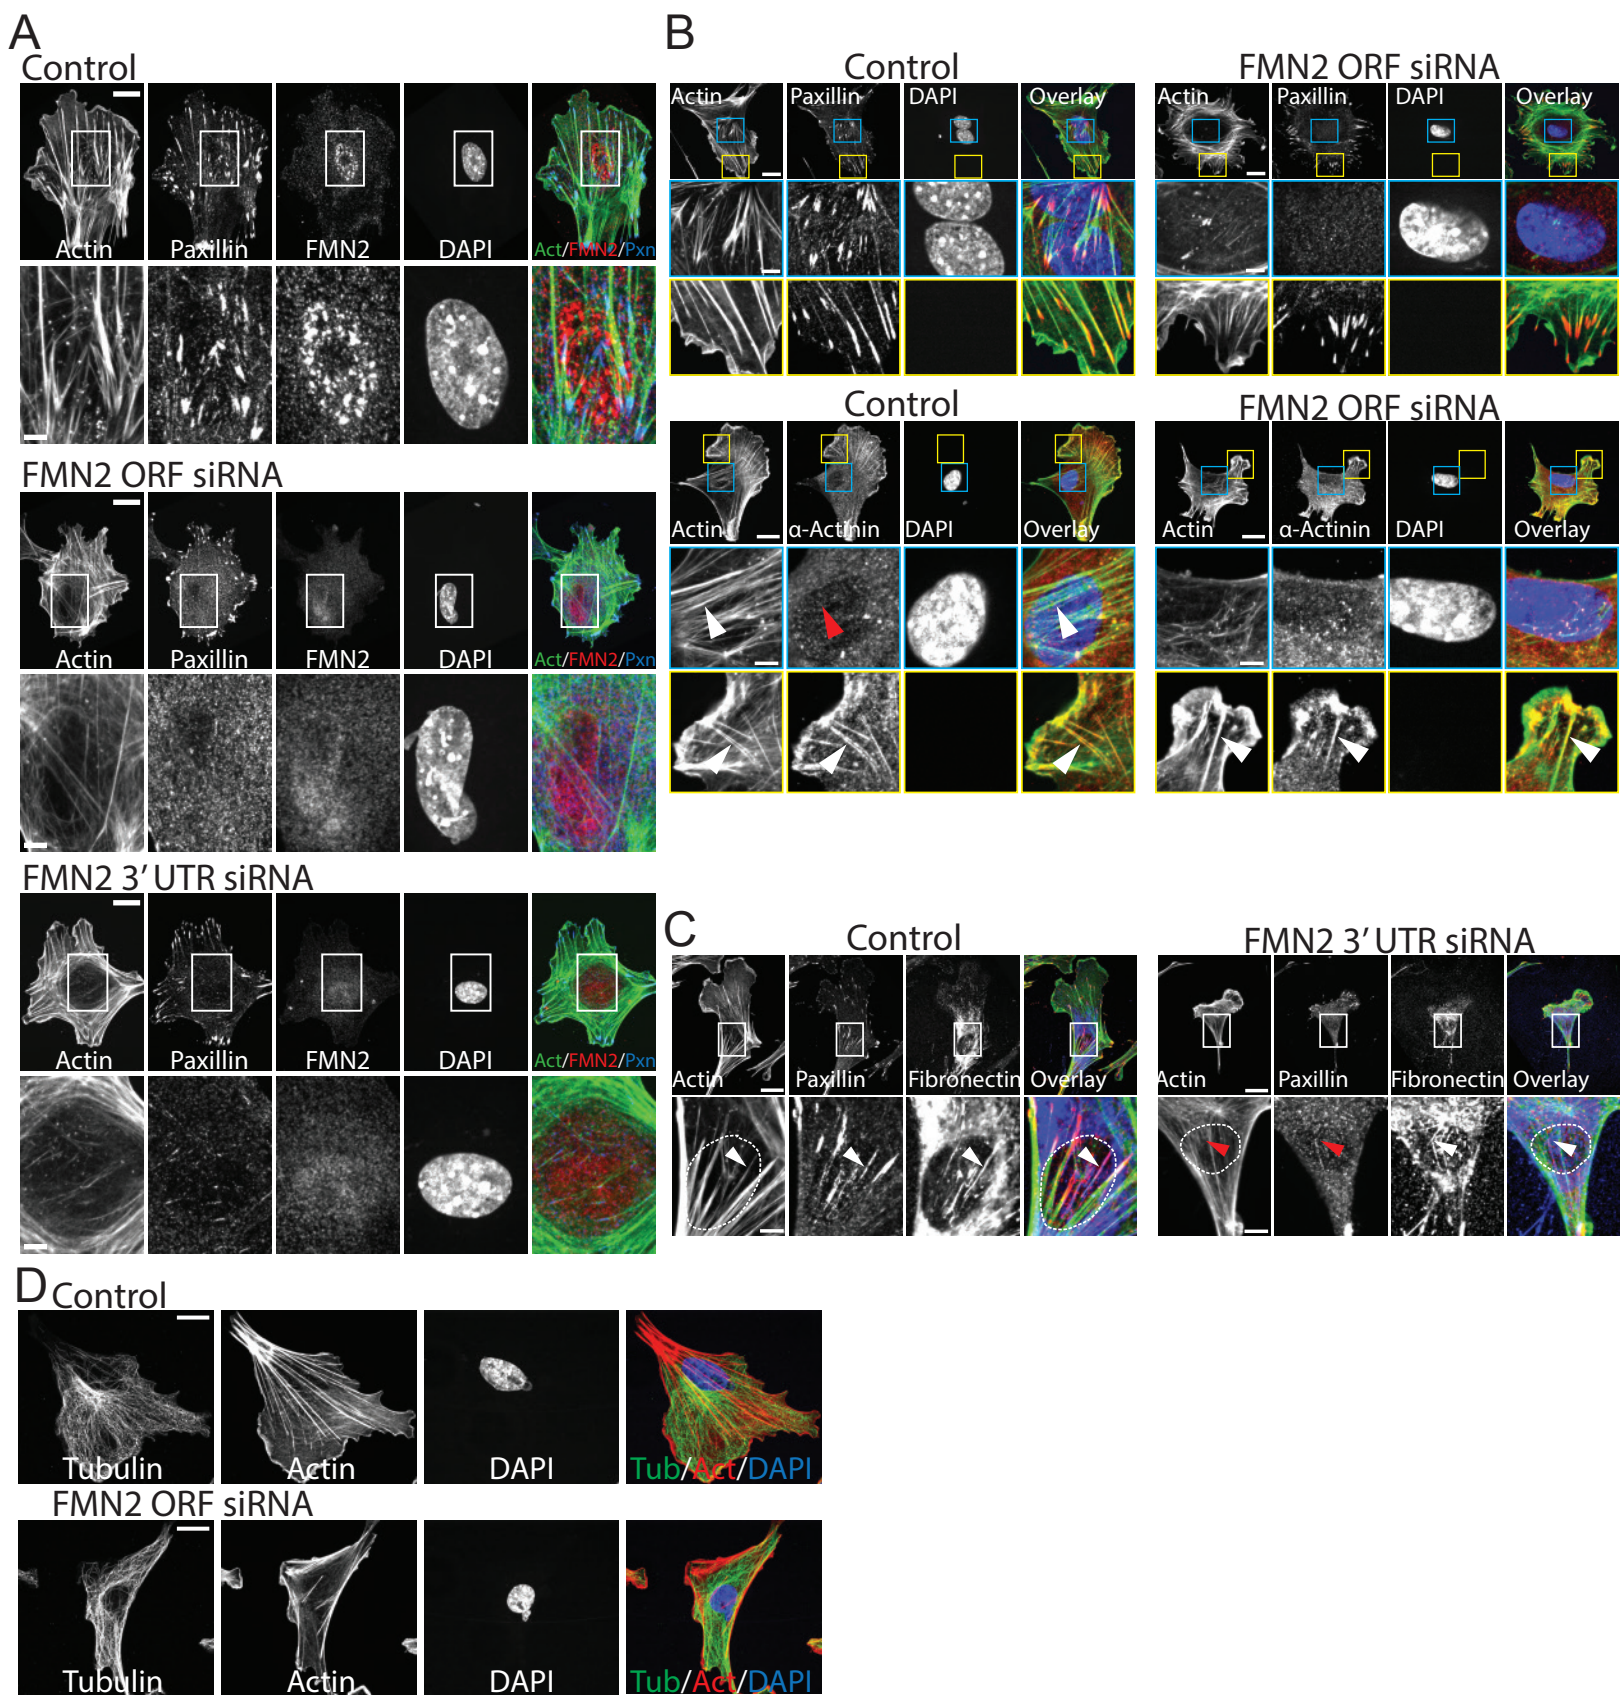 A
Control
Actin Paxillin FMN2 DAPI Act/FMN2/Pxn
FMN2 ORF siRNA
Actin Paxillin FMN2 DAPI Act/FMN2/Pxn
FMN2 3′ UTR siRNA
Actin Paxillin FMN2 DAPI Act/FMN2/Pxn
B
Control FMN2 ORF siRNA
Actin Paxillin DAPI Overlay Actin Paxillin DAPI Overlay
Control FMN2 ORF siRNA
Actin α-Actinin DAPI Overlay Actin α-Actinin DAPI Overlay
C
Control FMN2 3′ UTR siRNA
Actin Paxillin Fibronectin Overlay Actin Paxillin Fibronectin Overlay
D
Control
Tubulin Actin DAPI Tub/Act/DAPI
FMN2 ORF siRNA
Tubulin Actin DAPI Tub/Act/DAPI